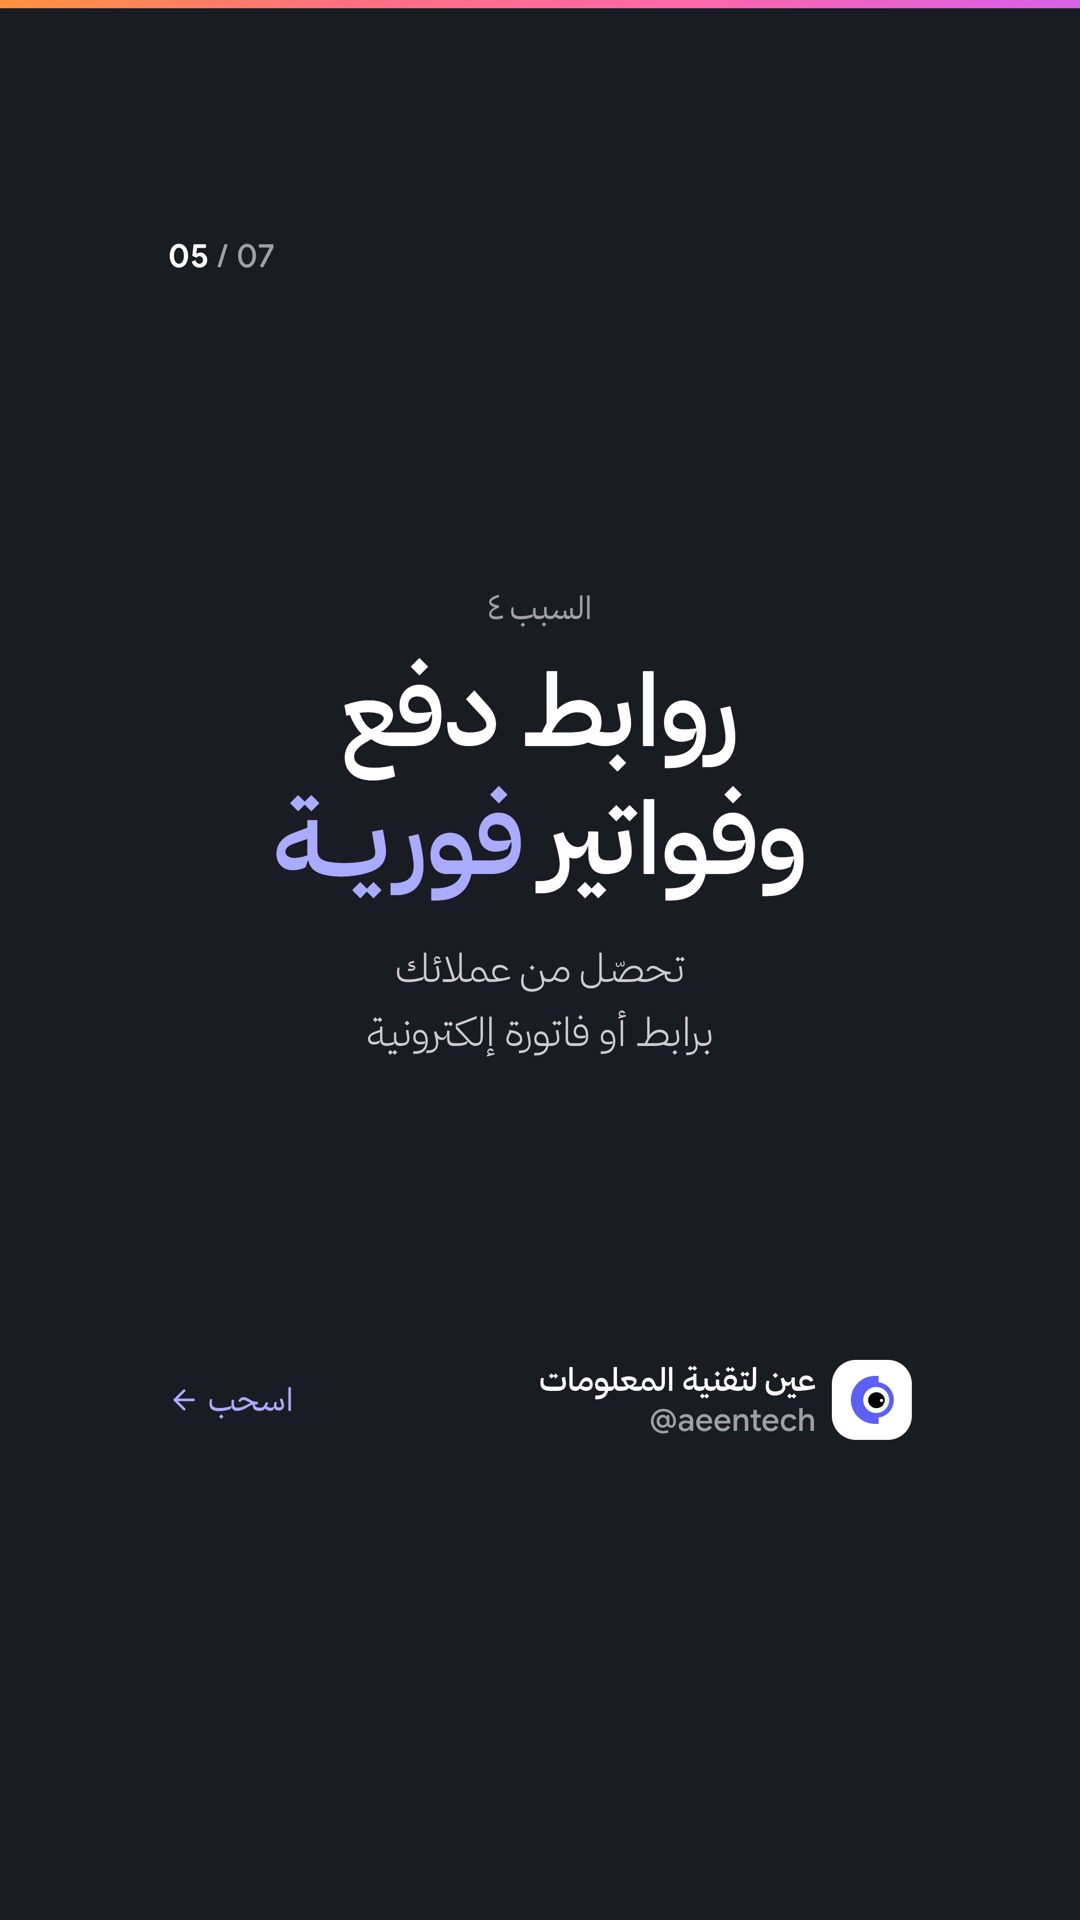 05 / 07
السبب ٤
روابط دفع
وفواتير فورية
تحصّل من عملائك
برابط أو فاتورة إلكترونية
عين لتقنية المعلومات
@aeentech
اسحب ←